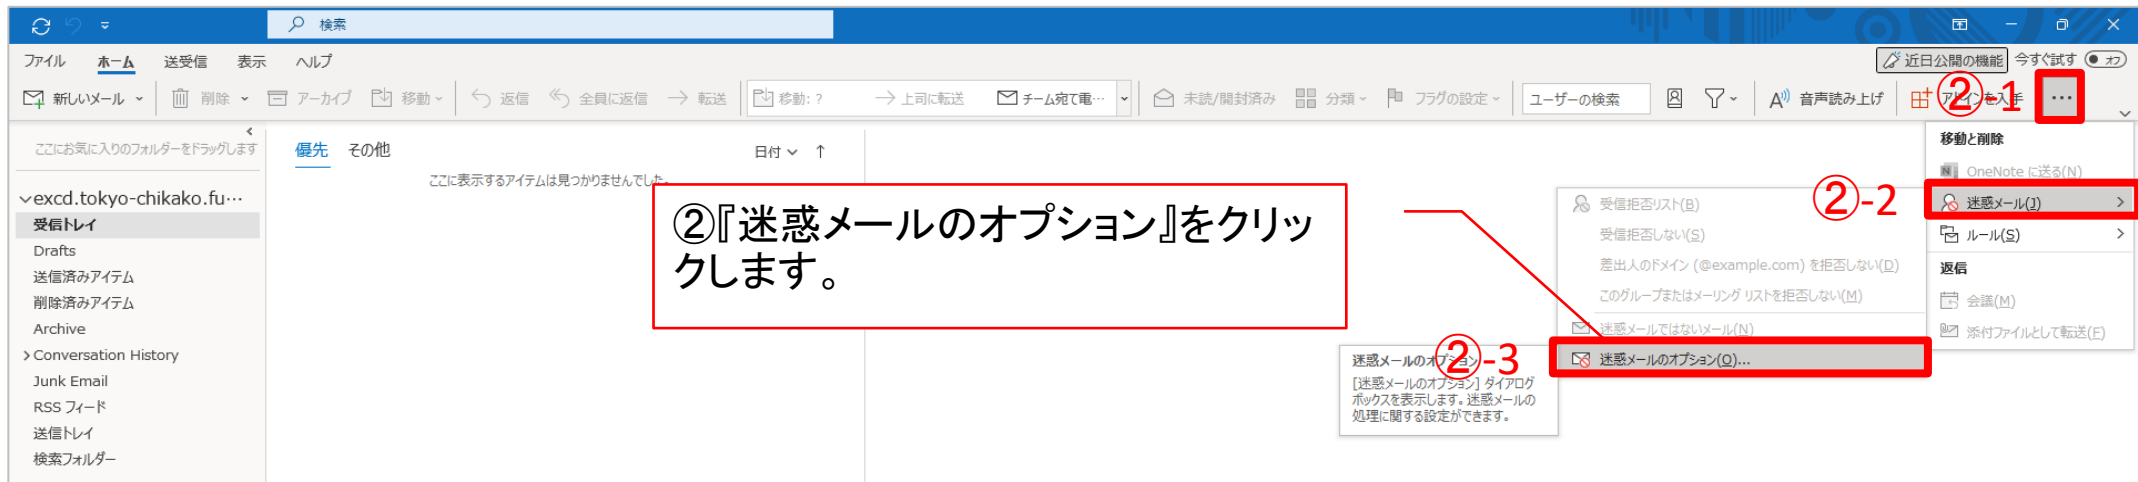 検索
ファイル ホーム 送受信 表示 ヘルプ
近日公開の機能 今すぐ試す オフ
新しいメール 削除 アーカイブ 移動 返信 全員に返信 転送 移動: ? 上司に転送 チーム宛て電… 未読/開封済み 分類 フラグの設定 ユーザーの検索 音声読み上げ アドインを入手 …
②-1
ここにお気に入りのフォルダーをドラッグします
優先 その他
日付
ここに表示するアイテムは見つかりませんでした。
excd.tokyo-chikako.fu…
受信トレイ
Drafts
送信済みアイテム
削除済みアイテム
Archive
Conversation History
Junk Email
RSS フィード
送信トレイ
検索フォルダー
②『迷惑メールのオプション』をクリッ
クします。
移動と削除
OneNote に送る(N)
迷惑メール(J)
ルール(S)
返信
会議(M)
添付ファイルとして転送(F)
②-2
受信拒否リスト(B)
受信拒否しない(S)
差出人のドメイン (@example.com) を拒否しない(D)
このグループまたはメーリング リストを拒否しない(M)
迷惑メールではないメール(N)
迷惑メールのオプション(O)...
②-3
迷惑メールのオプション
[迷惑メールのオプション] ダイアログ
ボックスを表示します。迷惑メールの
処理に関する設定ができます。